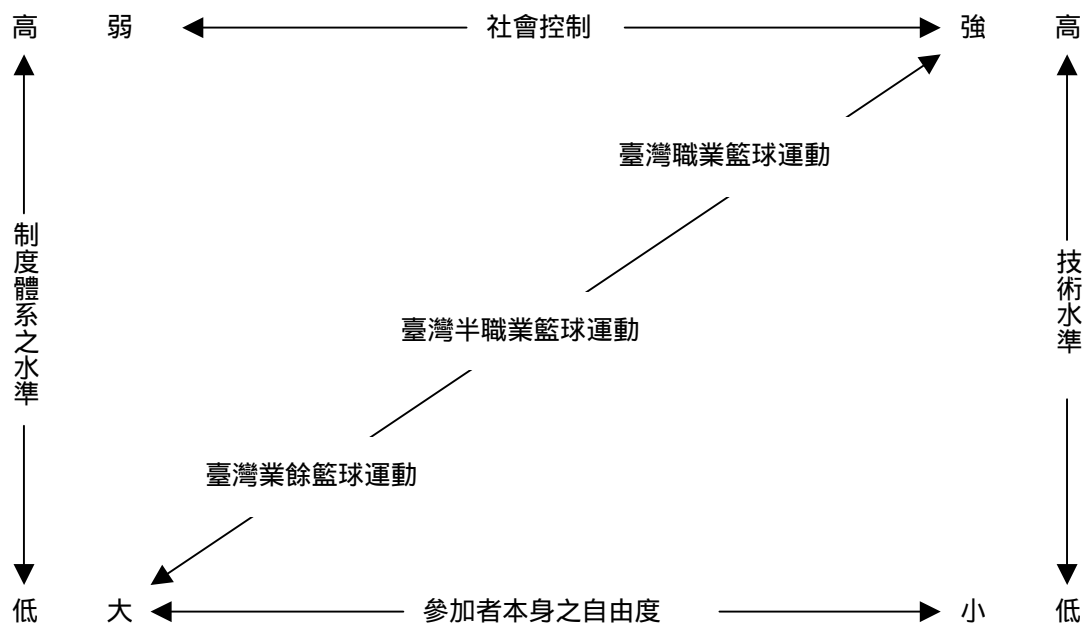 高 弱 社會控制 強 高
臺灣職業籃球運動
制度體系之水準
技術水準
臺灣半職業籃球運動
臺灣業餘籃球運動
低 大 參加者本身之自由度 小 低